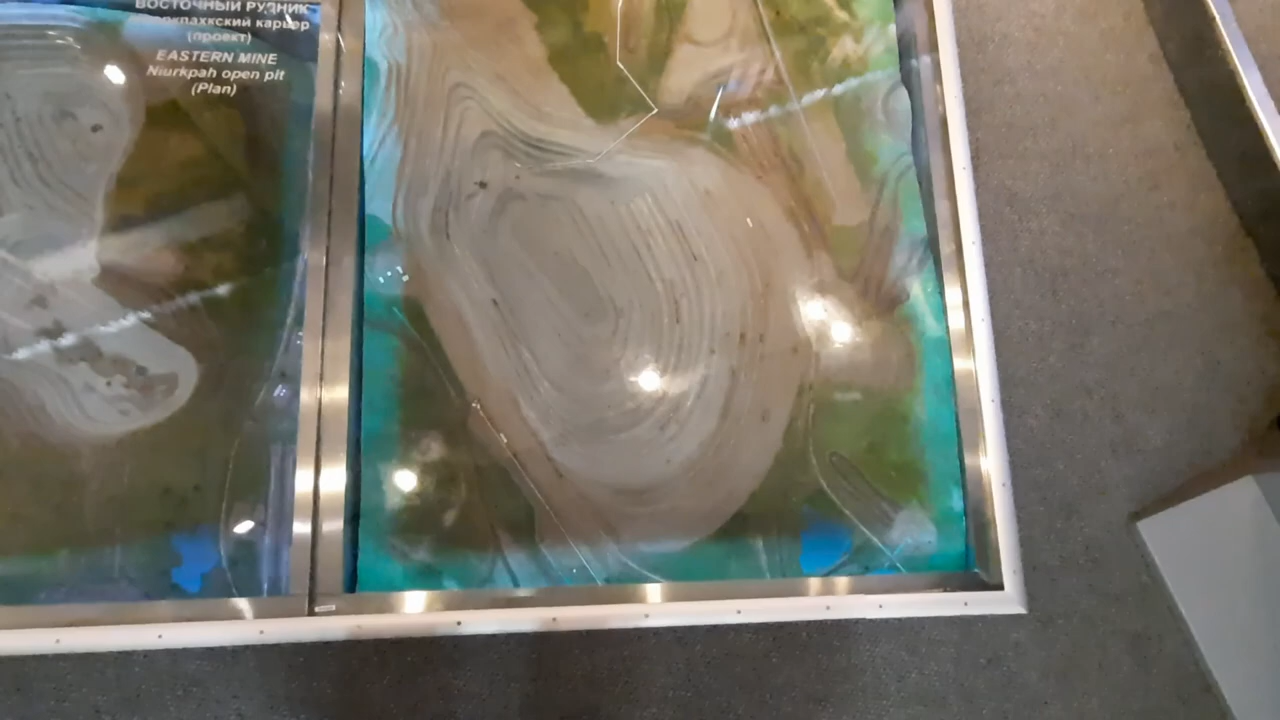 ВОСТОЧНЫЙ РУДНИК
карьер
(проект)
EASTERN MINE
Niurkpah open pit
(Plan)